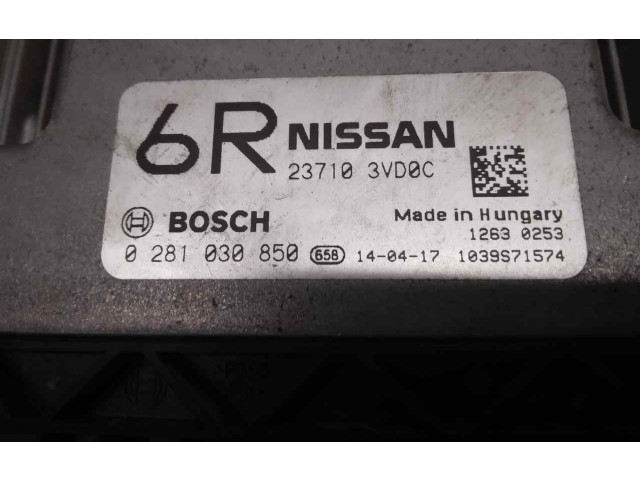 6R NISSAN
23710 3VD0C
BOSCH
Made in Hungary
1263 0253
0 281 030 850 658 14-04-17 1039S71574